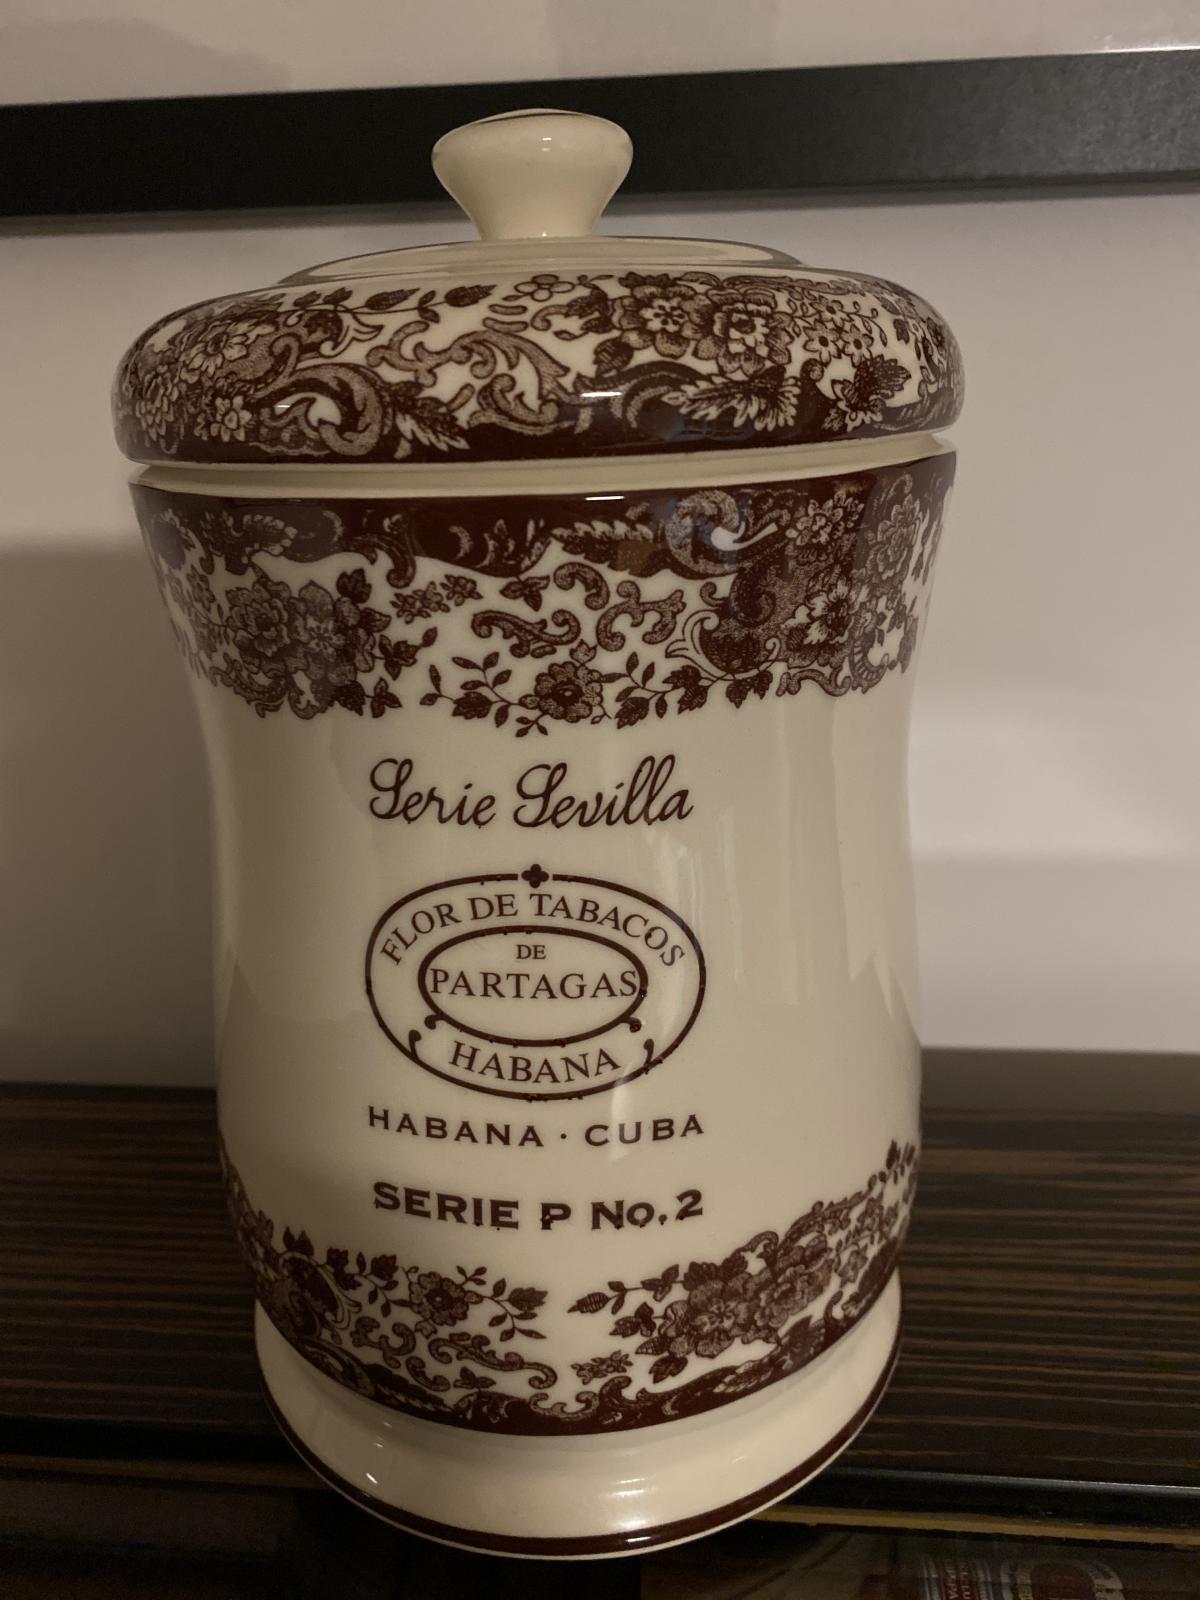 Serie Sevilla
FLOR DE TABACOS
DE
PARTAGAS
HABANA
HABANA · CUBA
SERIE P No.2